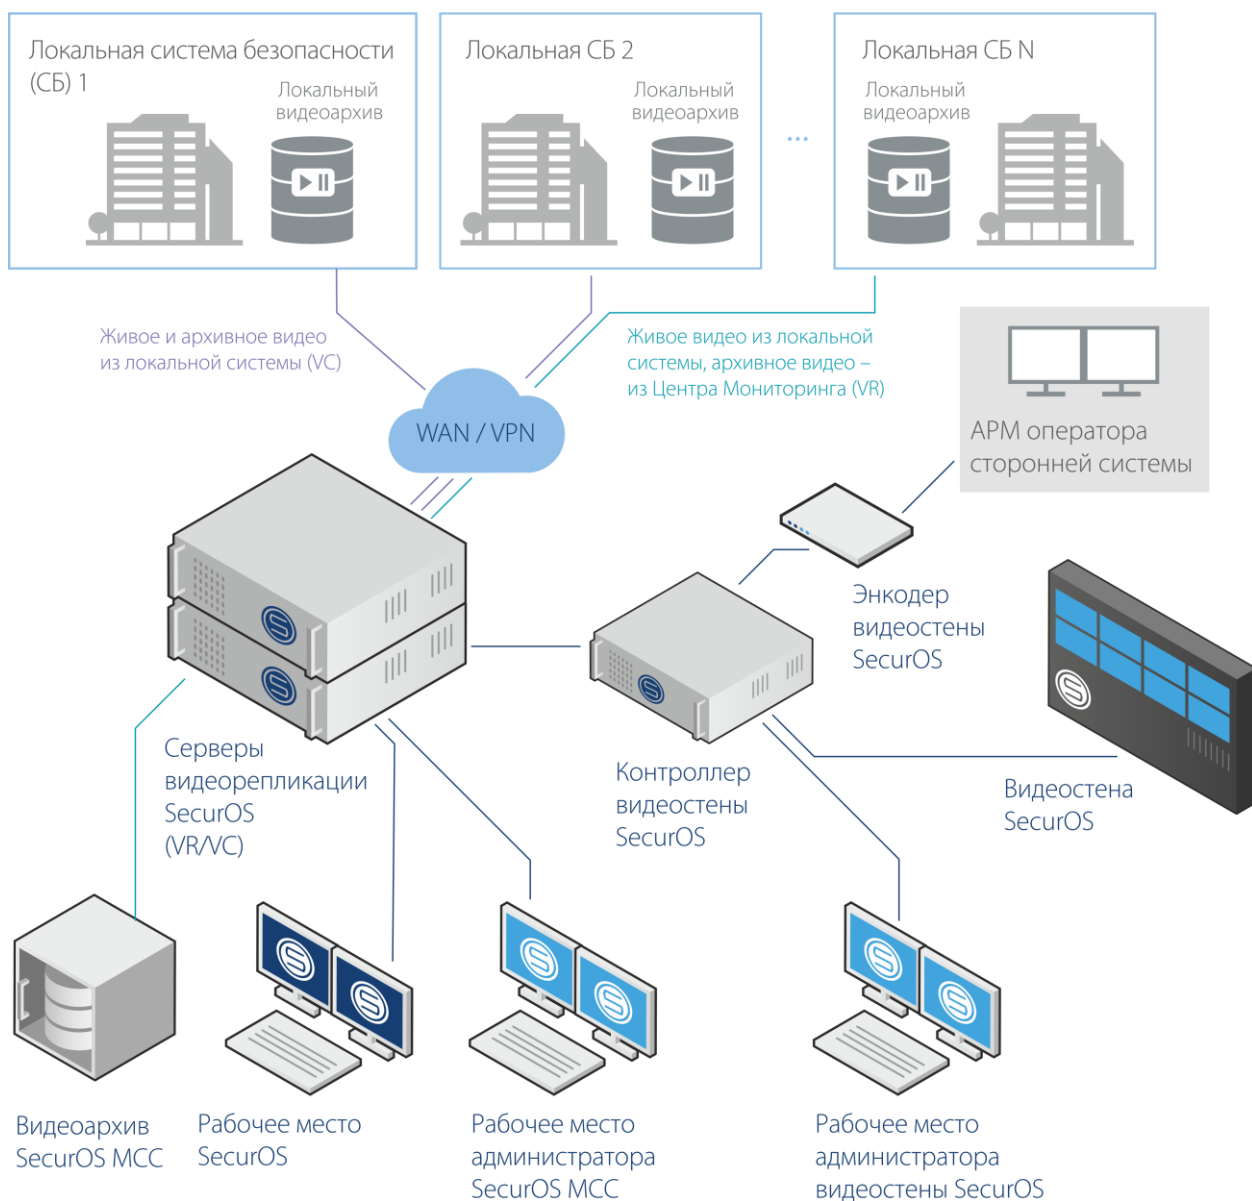 Локальная система безопасности
(СБ) 1
Локальный
видеоархив
Локальная СБ 2
Локальный
видеоархив
...
Локальная СБ N
Локальный
видеоархив
Живое и архивное видео
из локальной системы (VC)
Живое видео из локальной
системы, архивное видео –
из Центра Мониторинга (VR)
WAN / VPN
АРМ оператора
сторонней системы
Энкодер
видеостены
SecurOS
Серверы
видеорепликации
SecurOS
(VR/VC)
Контроллер
видеостены
SecurOS
Видеостена
SecurOS
Видеоархив
SecurOS MCC
Рабочее место
SecurOS
Рабочее место
администратора
SecurOS MCC
Рабочее место
администратора
видеостены SecurOS